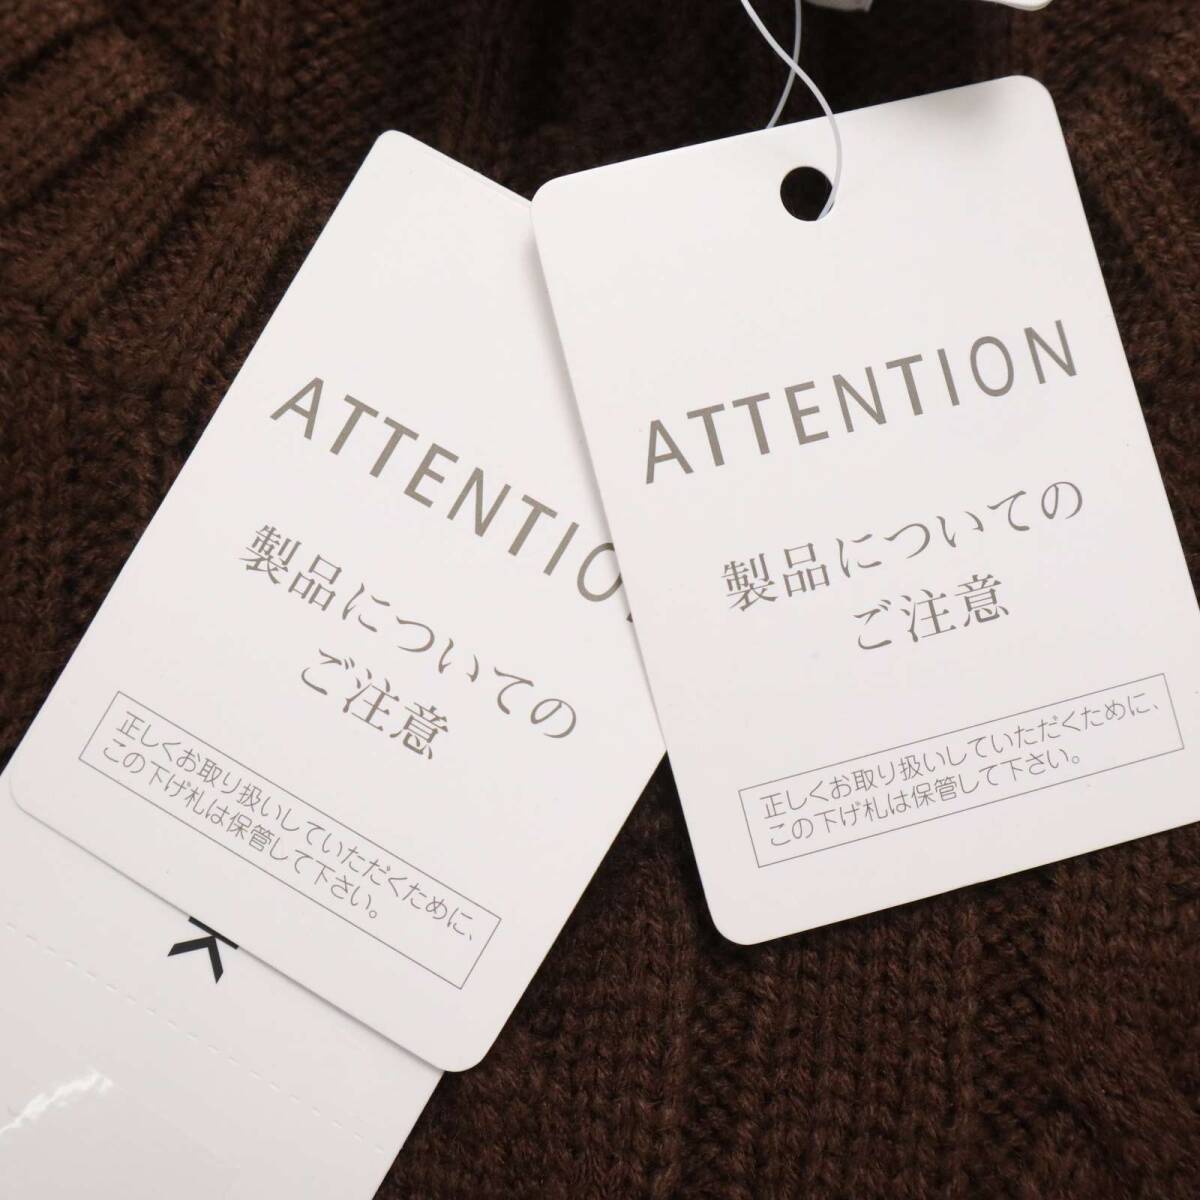 ATTENTIO
製品についての
ご注意
正しくお取り扱いしていただくために、
この下げ札は保管して下さい。
ATTENTION
製品についての
ご注意
正しくお取り扱いしていただくために、
この下げ札は保管して下さい。